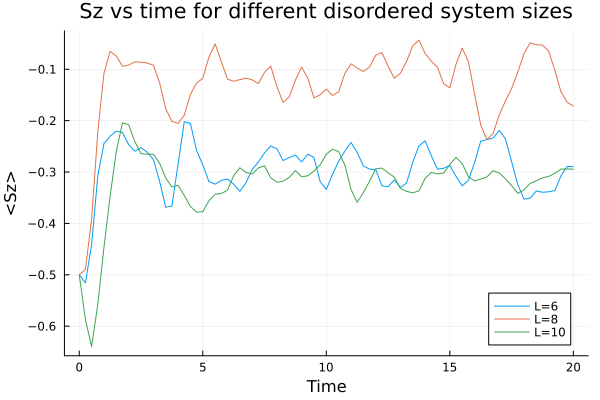 Sz vs time for different disordered system sizes
−0.1
−0.2
−0.3
−0.4
−0.5
−0.6
<Sz>
0 5 10 15 20
Time
L=6
L=8
L=10